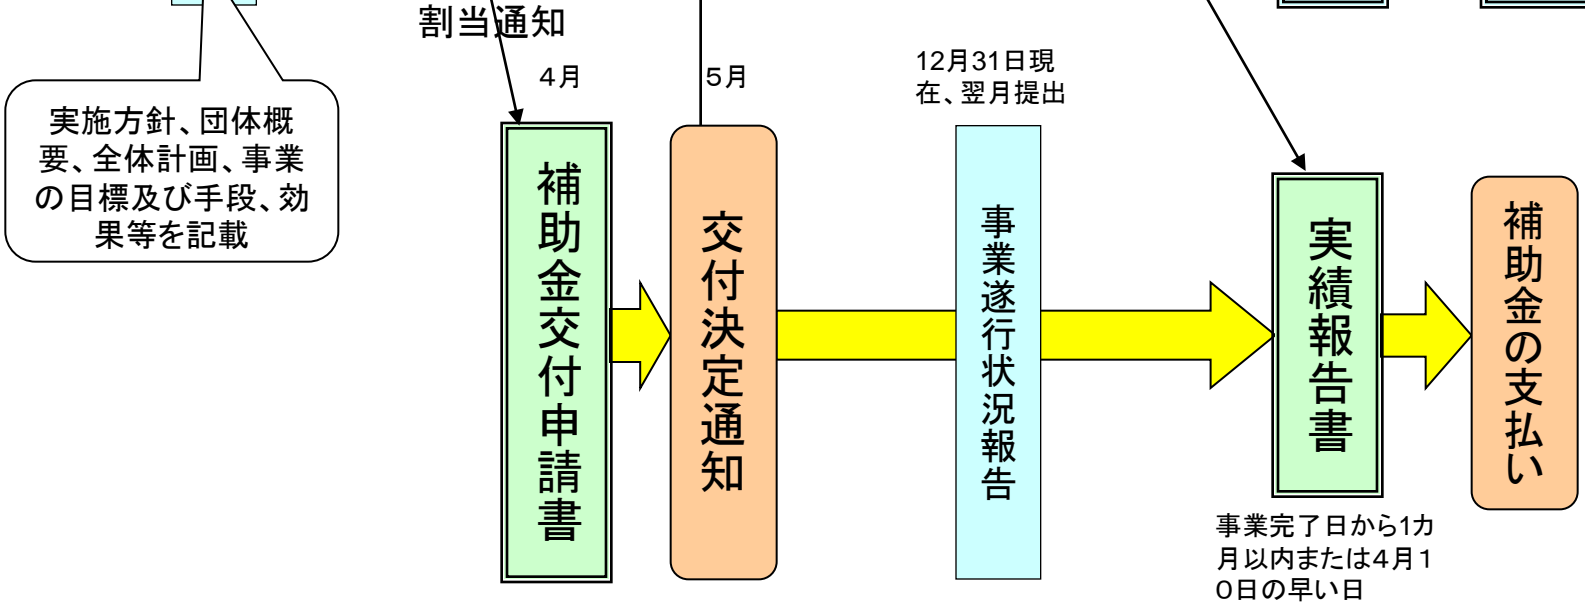 割当通知
4月
5月
12月31日現
在、翌月提出
実施方針、団体概
要、全体計画、事業
の目標及び手段、効
果等を記載
補助金交付申請書
交付決定通知
事業遂行状況報告
実績報告書
補助金の支払い
事業完了日から1カ
月以内または4月1
0日の早い日